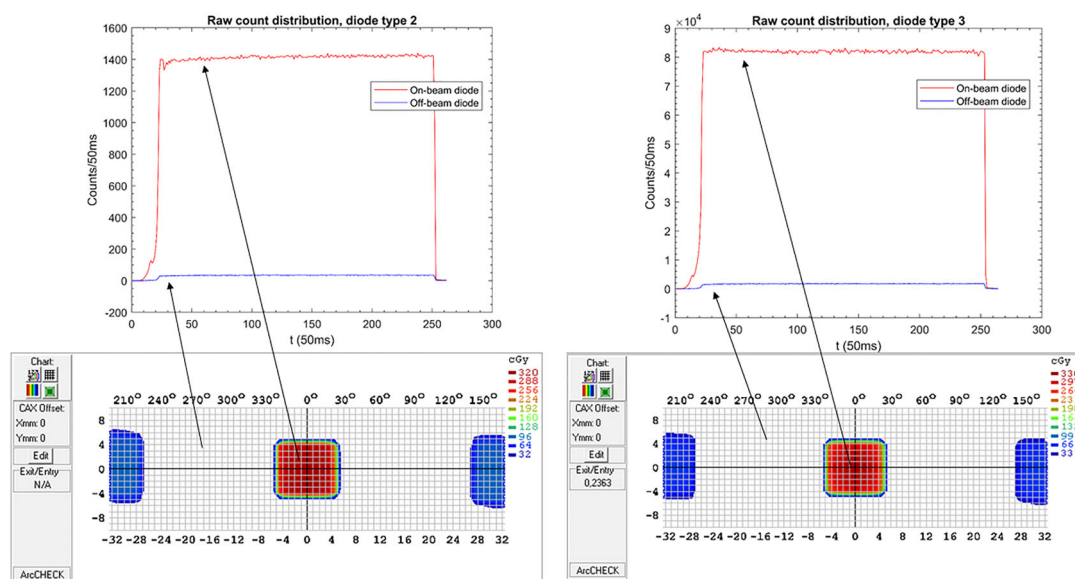 Raw count distribution, diode type 2
1600
1400
1200
1000
800
600
400
200
0
-200
Counts/50ms
On-beam diode
Off-beam diode
0 50 100 150 200 250 300
t (50ms)
Raw count distribution, diode type 3
×10⁴
9
8
7
6
5
4
3
2
1
0
-1
Counts/50ms
On-beam diode
Off-beam diode
0 50 100 150 200 250 300
t (50ms)
Chart:
CAX Offset:
Xmm: 0
Ymm: 0
Edit
Exit/Entry
N/A
ArcCHECK
210° 240° 270° 300° 330° 0° 30° 60° 90° 120° 150°
8
4
0
-4
-8
-32 -28 -24 -20 -16 -12 -8 -4 0 4 8 12 16 20 24 28 32
cGy
320
288
256
224
192
160
128
96
64
32
Chart:
CAX Offset:
Xmm: 0
Ymm: 0
Edit
Exit/Entry
0,2363
ArcCHECK
210° 240° 270° 300° 330° 0° 30° 60° 90° 120° 150°
8
4
0
-4
-8
-32 -28 -24 -20 -16 -12 -8 -4 0 4 8 12 16 20 24 28 32
cGy
99
66
33